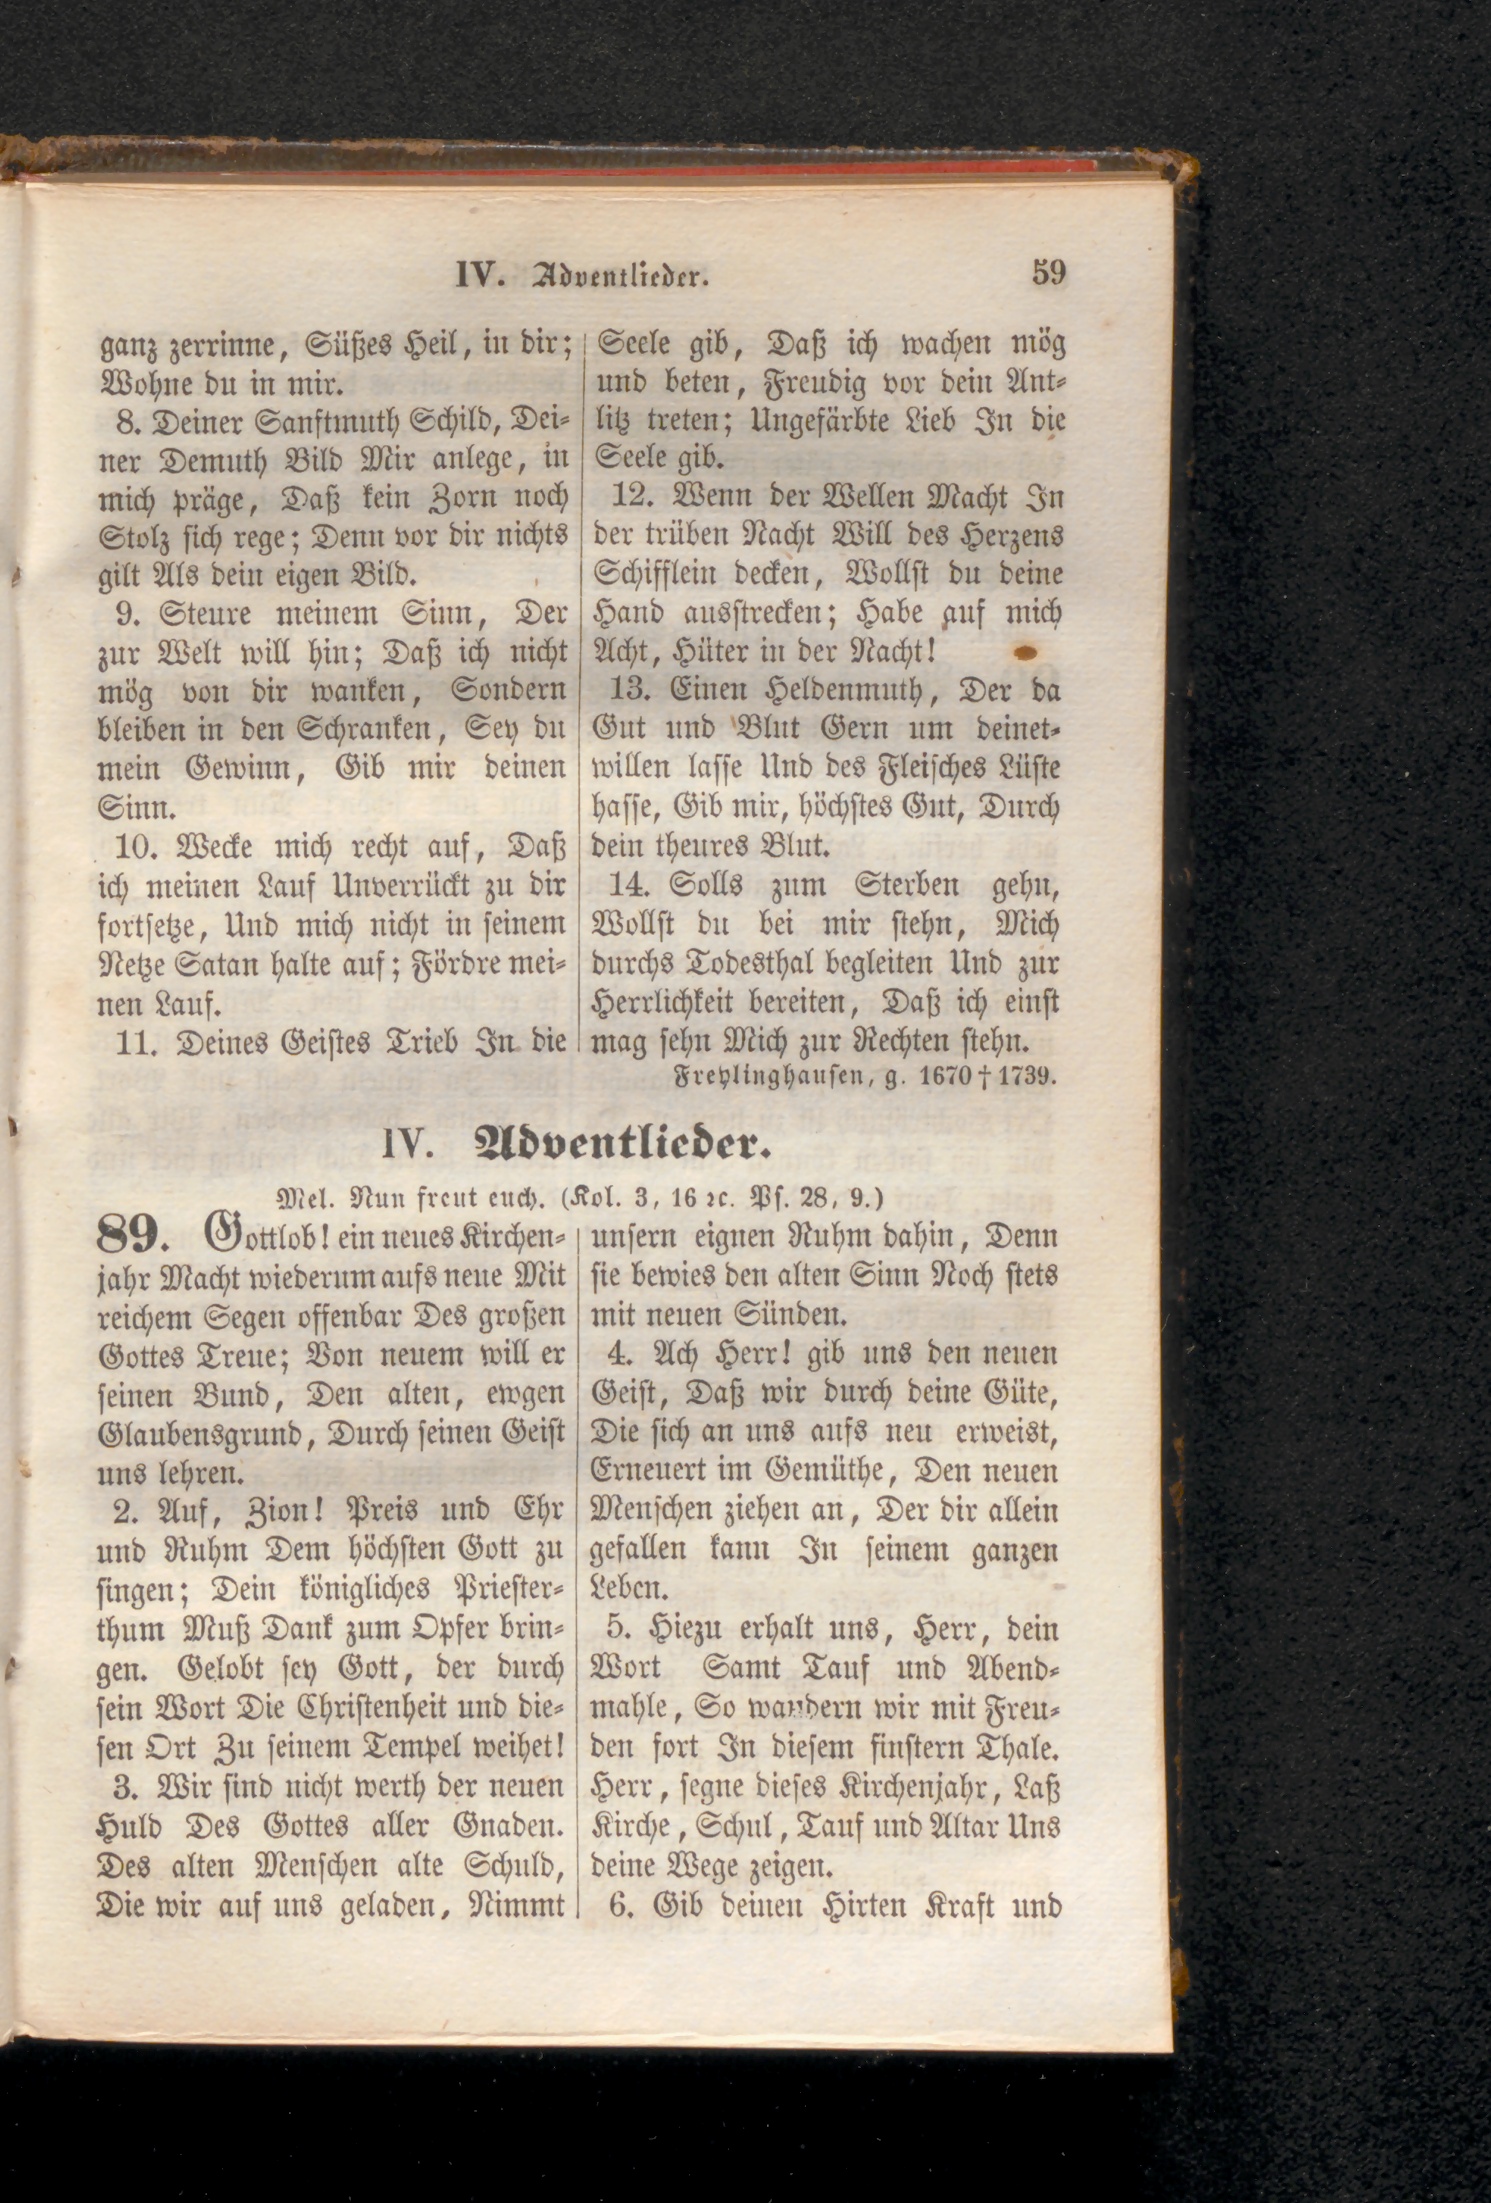 IV. Adventlieder. 59
ganz zerrinne, Süßes Heil, in dir;
Wohne du in mir.
8. Deiner Sanftmuth Schild, Dei-
ner Demuth Bild Mir anlege, in
mich präge, Daß kein Zorn noch
Stolz sich rege; Denn vor dir nichts
gilt Als dein eigen Bild.
9. Steure meinem Sinn, Der
zur Welt will hin; Daß ich nicht
mög von dir wanken, Sondern
bleiben in den Schranken, Sey du
mein Gewinn, Gib mir deinen
Sinn.
10. Wecke mich recht auf, Daß
ich meinen Lauf Unverrückt zu dir
fortsetze, Und mich nicht in seinem
Netze Satan halte auf; Fördre mei-
nen Lauf.
11. Deines Geistes Trieb In die
Seele gib, Daß ich wachen mög
und beten, Freudig vor dein Ant-
litz treten; Ungefärbte Lieb In die
Seele gib.
12. Wenn der Wellen Macht In
der trüben Nacht Will des Herzens
Schifflein decken, Wollst du deine
Hand ausstrecken; Habe auf mich
Acht, Hüter in der Nacht!
13. Einen Heldenmuth, Der da
Gut und Blut Gern um deinet-
willen lasse Und des Fleisches Lüste
hasse, Gib mir, höchstes Gut, Durch
dein theures Blut.
14. Solls zum Sterben gehn,
Wollst du bei mir stehn, Mich
durchs Todesthal begleiten Und zur
Herrlichkeit bereiten, Daß ich einst
mag sehn Mich zur Rechten stehn.
Freylinghausen, g. 1670 † 1739.
IV. Adventlieder.
Mel. Nun freut euch. (Kol. 3, 16 ꝛc. Ps. 28, 9.)
89. Gottlob! ein neues Kirchen-
jahr Macht wiederum aufs neue Mit
reichem Segen offenbar Des großen
Gottes Treue; Von neuem will er
seinen Bund, Den alten, ewgen
Glaubensgrund, Durch seinen Geist
uns lehren.
2. Auf, Zion! Preis und Ehr
und Ruhm Dem höchsten Gott zu
singen; Dein königliches Priester-
thum Muß Dank zum Opfer brin-
gen. Gelobt sey Gott, der durch
sein Wort Die Christenheit und die-
sen Ort Zu seinem Tempel weihet!
3. Wir sind nicht werth der neuen
Huld Des Gottes aller Gnaden.
Des alten Menschen alte Schuld,
Die wir auf uns geladen, Nimmt
unsern eignen Ruhm dahin, Denn
sie bewies den alten Sinn Noch stets
mit neuen Sünden.
4. Ach Herr! gib uns den neuen
Geist, Daß wir durch deine Güte,
Die sich an uns aufs neu erweist,
Erneuert im Gemüthe, Den neuen
Menschen ziehen an, Der dir allein
gefallen kann In seinem ganzen
Leben.
5. Hiezu erhalt uns, Herr, dein
Wort Samt Tauf und Abend-
mahle, So wandern wir mit Freu-
den fort In diesem finstern Thale.
Herr, segne dieses Kirchenjahr, Laß
Kirche, Schul, Tauf und Altar Uns
deine Wege zeigen.
6. Gib deinen Hirten Kraft und